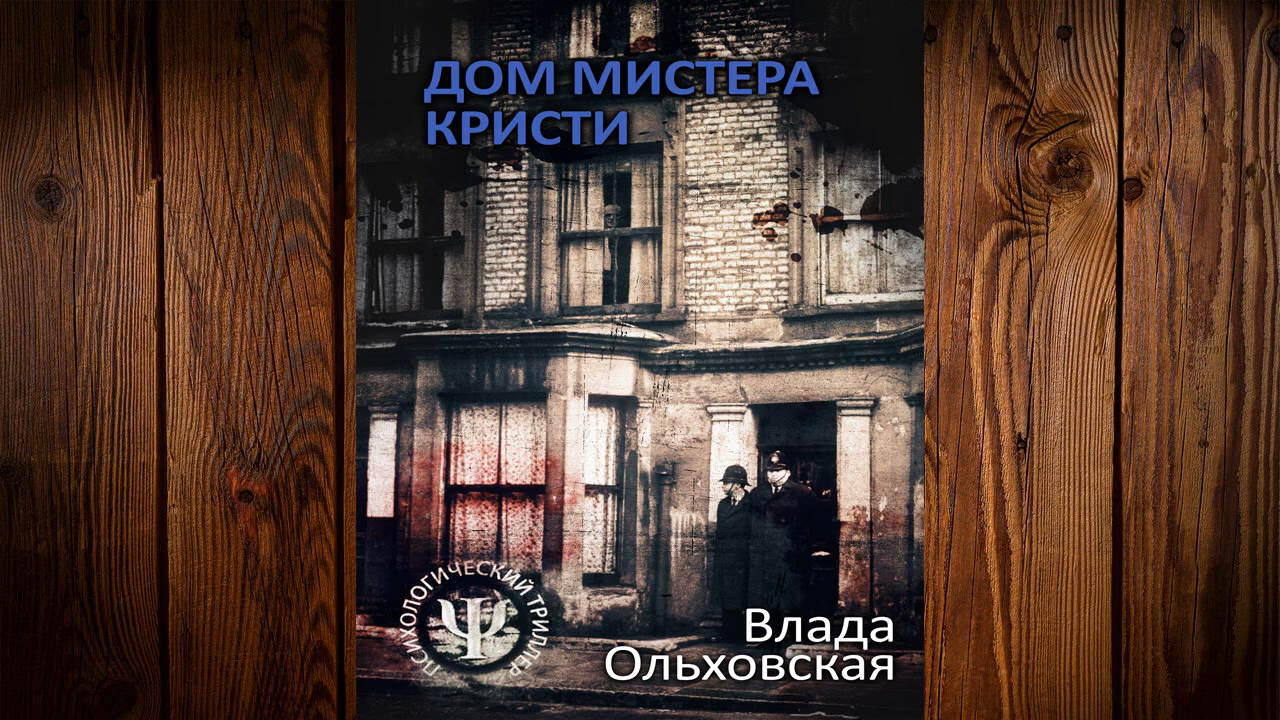 ДОМ МИСТЕРА
КРИСТИ
ПСИХОЛОГИЧЕСКИЙ ТРИЛЛЕР
Ψ
Влада
Ольховская